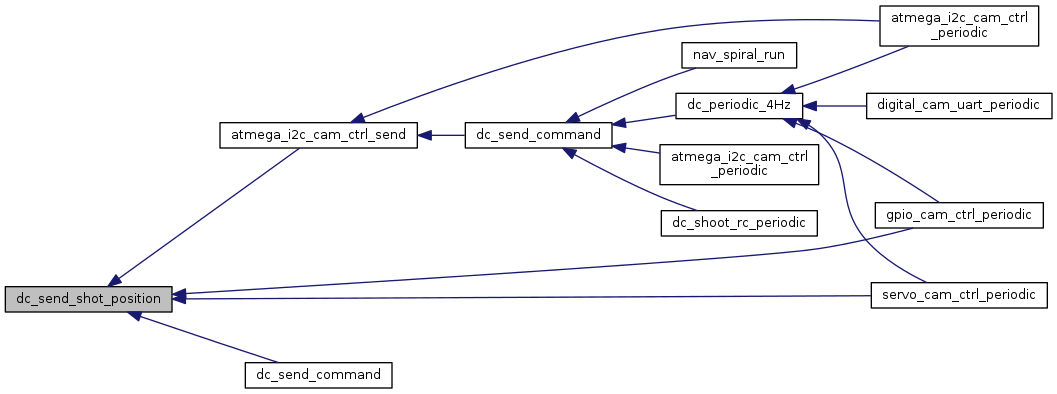 atmega_i2c_cam_ctrl
_periodic
nav_spiral_run
dc_periodic_4Hz
digital_cam_uart_periodic
atmega_i2c_cam_ctrl_send
dc_send_command
atmega_i2c_cam_ctrl
_periodic
gpio_cam_ctrl_periodic
dc_shoot_rc_periodic
dc_send_shot_position
servo_cam_ctrl_periodic
dc_send_command